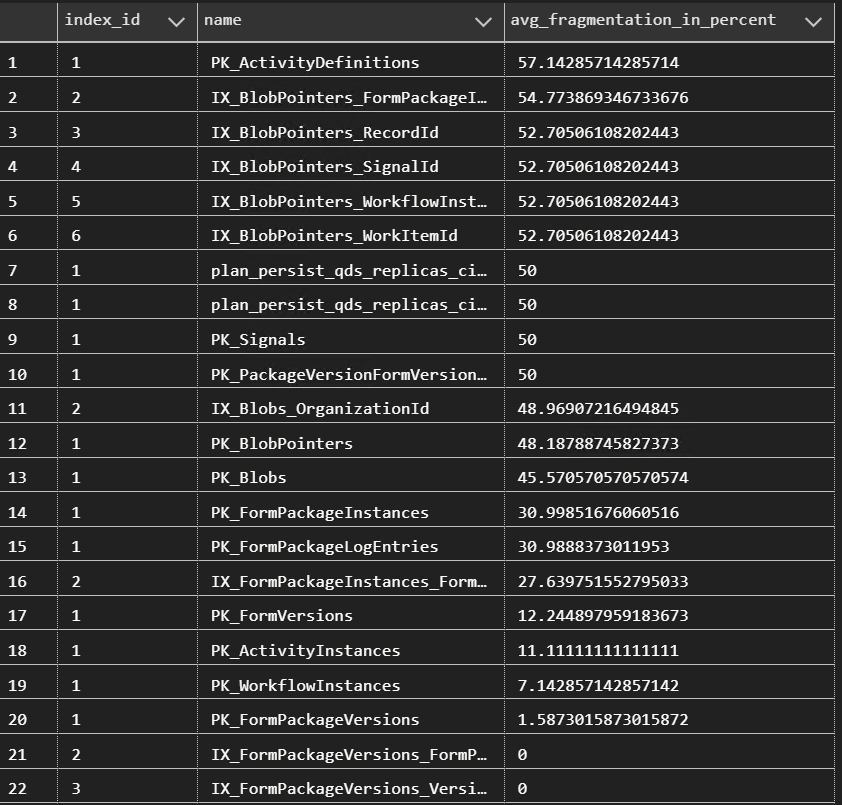 index_id name avg_fragmentation_in_percent
1 1 PK_ActivityDefinitions 57.14285714285714
2 2 IX_BlobPointers_FormPackageI… 54.773869346733676
3 3 IX_BlobPointers_RecordId 52.70506108202443
4 4 IX_BlobPointers_SignalId 52.70506108202443
5 5 IX_BlobPointers_WorkflowInst… 52.70506108202443
6 6 IX_BlobPointers_WorkItemId 52.70506108202443
7 1 plan_persist_qds_replicas_ci… 50
8 1 plan_persist_qds_replicas_ci… 50
9 1 PK_Signals 50
10 1 PK_PackageVersionFormVersion… 50
11 2 IX_Blobs_OrganizationId 48.96907216494845
12 1 PK_BlobPointers 48.18788745827373
13 1 PK_Blobs 45.570570570570574
14 1 PK_FormPackageInstances 30.99851676060516
15 1 PK_FormPackageLogEntries 30.9888373011953
16 2 IX_FormPackageInstances_Form… 27.639751552795033
17 1 PK_FormVersions 12.244897959183673
18 1 PK_ActivityInstances 11.11111111111111
19 1 PK_WorkflowInstances 7.142857142857142
20 1 PK_FormPackageVersions 1.5873015873015872
21 2 IX_FormPackageVersions_FormP… 0
22 3 IX_FormPackageVersions_Versi… 0